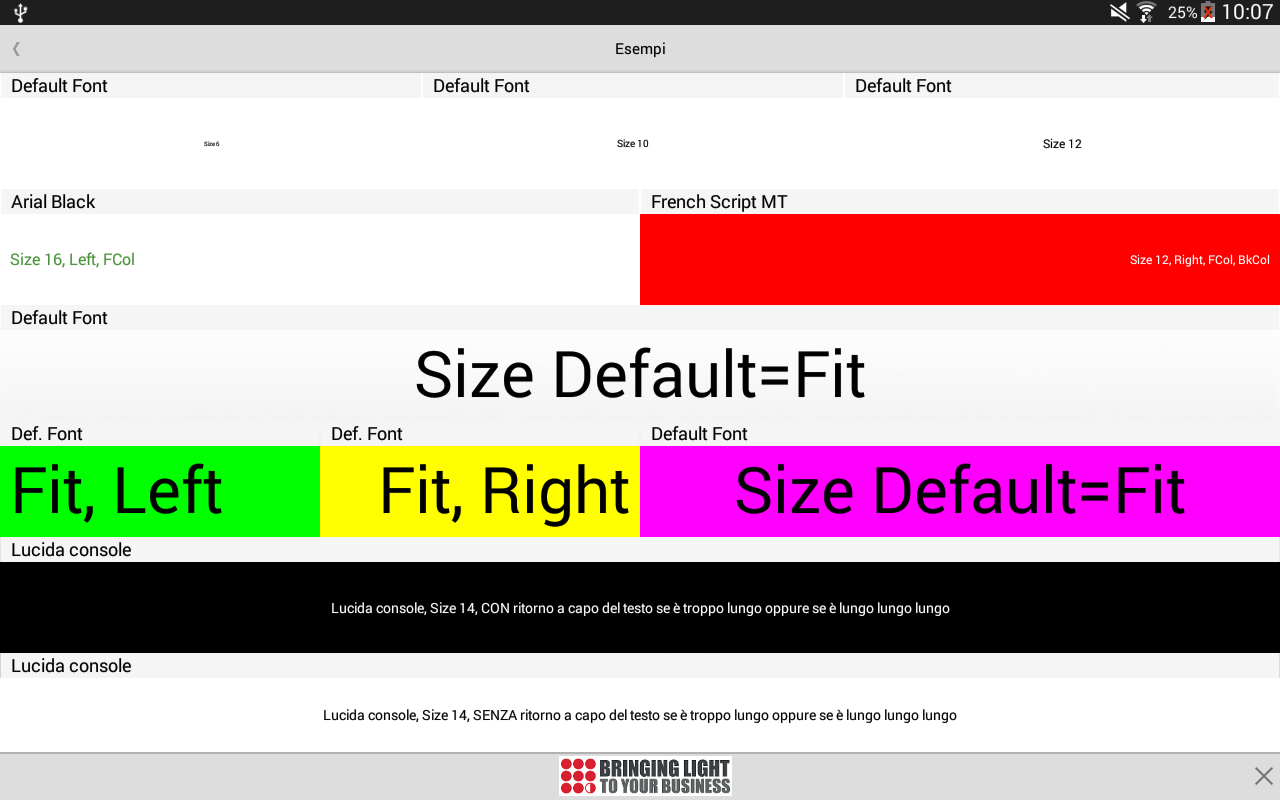 25% 10:07
Esempi
Default Font Default Font Default Font
Size 6 Size 10 Size 12
Arial Black French Script MT
Size 16, Left, FCol Size 12, Right, FCol, BkCol
Default Font
Size Default=Fit
Def. Font Def. Font Default Font
Fit, Left Fit, Right Size Default=Fit
Lucida console
Lucida console, Size 14, CON ritorno a capo del testo se è troppo lungo oppure se è lungo lungo lungo
Lucida console
Lucida console, Size 14, SENZA ritorno a capo del testo se è troppo lungo oppure se è lungo lungo lungo
BRINGING LIGHT
TO YOUR BUSINESS